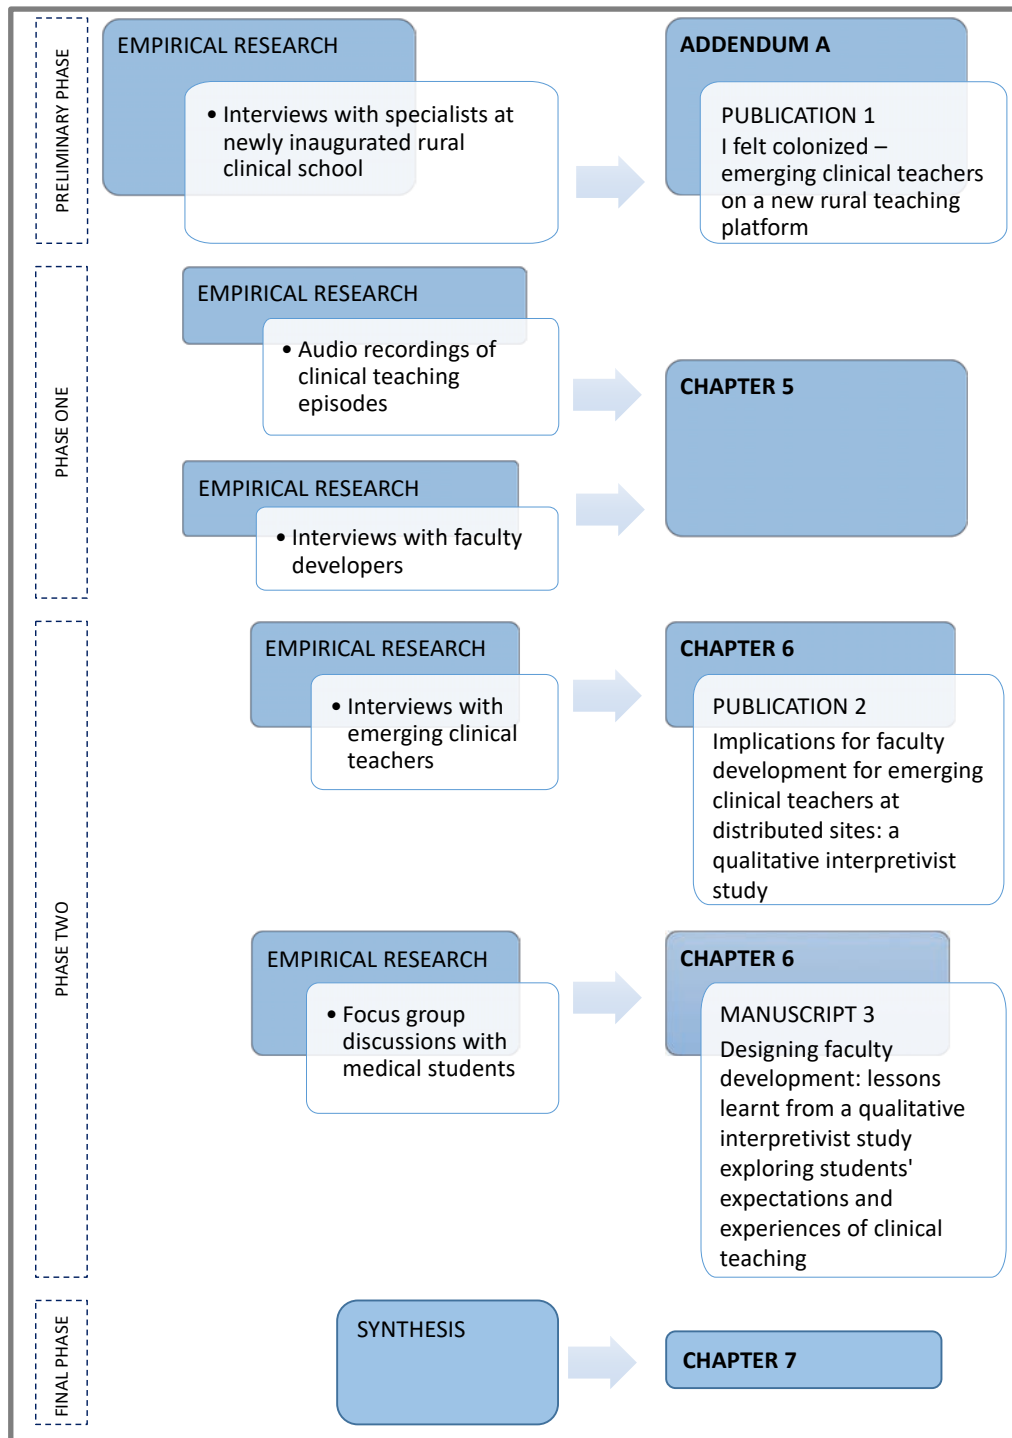 PRELIMINARY PHASE
EMPIRICAL RESEARCH
• Interviews with specialists at
newly inaugurated rural
clinical school
ADDENDUM A
PUBLICATION 1
I felt colonized –
emerging clinical teachers
on a new rural teaching
platform
PHASE ONE
EMPIRICAL RESEARCH
• Audio recordings of
clinical teaching
episodes
EMPIRICAL RESEARCH
• Interviews with faculty
developers
CHAPTER 5
PHASE TWO
EMPIRICAL RESEARCH
• Interviews with
emerging clinical
teachers
CHAPTER 6
PUBLICATION 2
Implications for faculty
development for emerging
clinical teachers at
distributed sites: a
qualitative interpretivist
study
EMPIRICAL RESEARCH
• Focus group
discussions with
medical students
CHAPTER 6
MANUSCRIPT 3
Designing faculty
development: lessons
learnt from a qualitative
interpretivist study
exploring students'
expectations and
experiences of clinical
teaching
FINAL PHASE
SYNTHESIS
CHAPTER 7